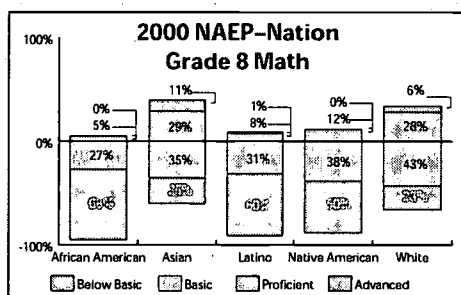 100%
2000 NAEP–Nation
Grade 8 Math
0% 11% 1% 0% 6%
5% 8% 12%
29% 28%
0%
27% 35% 31% 38% 43%
-100%
African American Asian Latino Native American White
Below Basic Basic Proficient Advanced